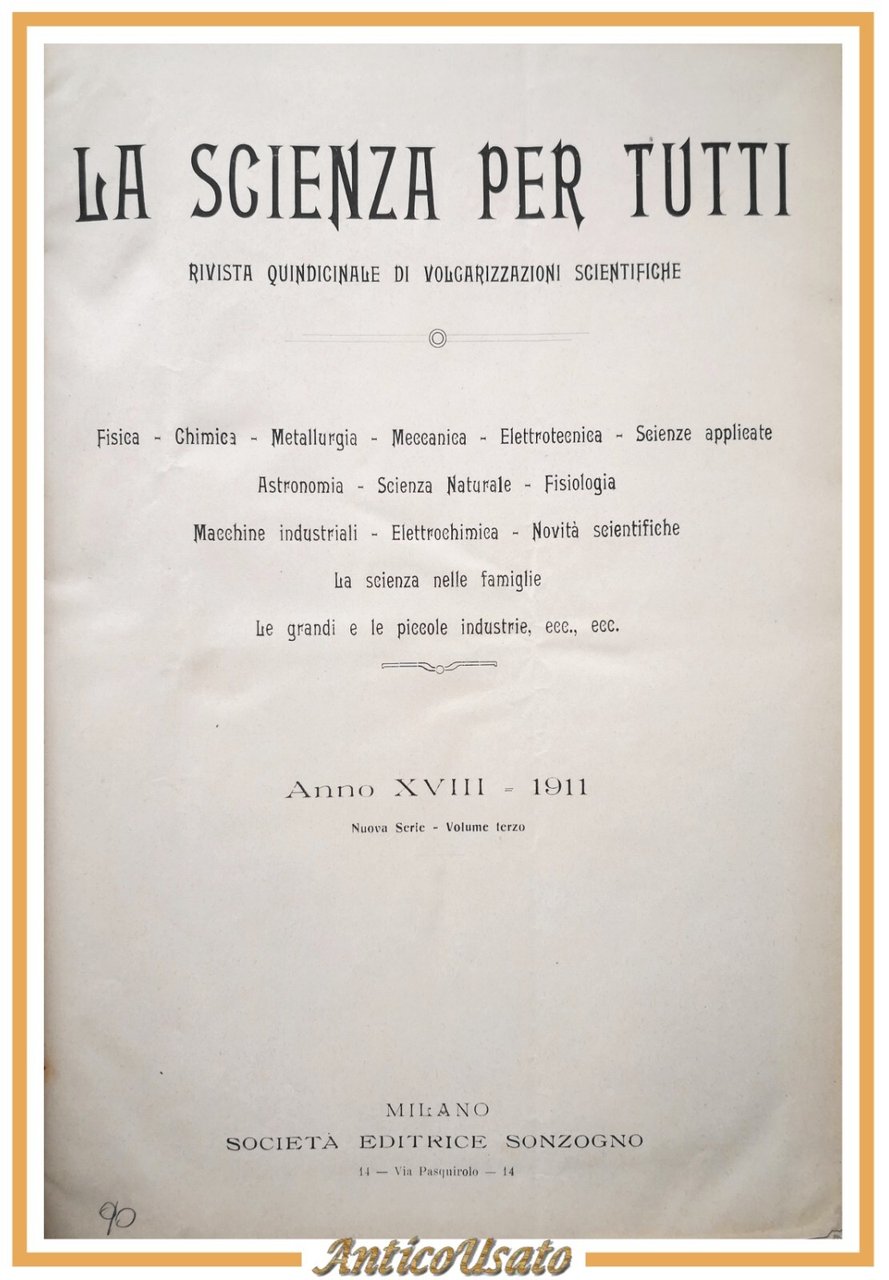 LA SCIENZA PER TUTTI
RIVISTA QUINDICINALE DI VOLGARIZZAZIONI SCIENTIFICHE
Fisica - Chimica - Metallurgia - Meccanica - Elettrotecnica - Scienze applicate
Astronomia - Scienza Naturale - Fisiologia
Macchine industriali - Elettrochimica - Novità scientifiche
La scienza nelle famiglie
Le grandi e le piccole industrie, ecc., ecc.
Anno XVIII - 1911
Nuova Serie - Volume terzo
MILANO
SOCIETÀ EDITRICE SONZOGNO
14 — Via Pasquirolo — 14
90
AnticoUsato